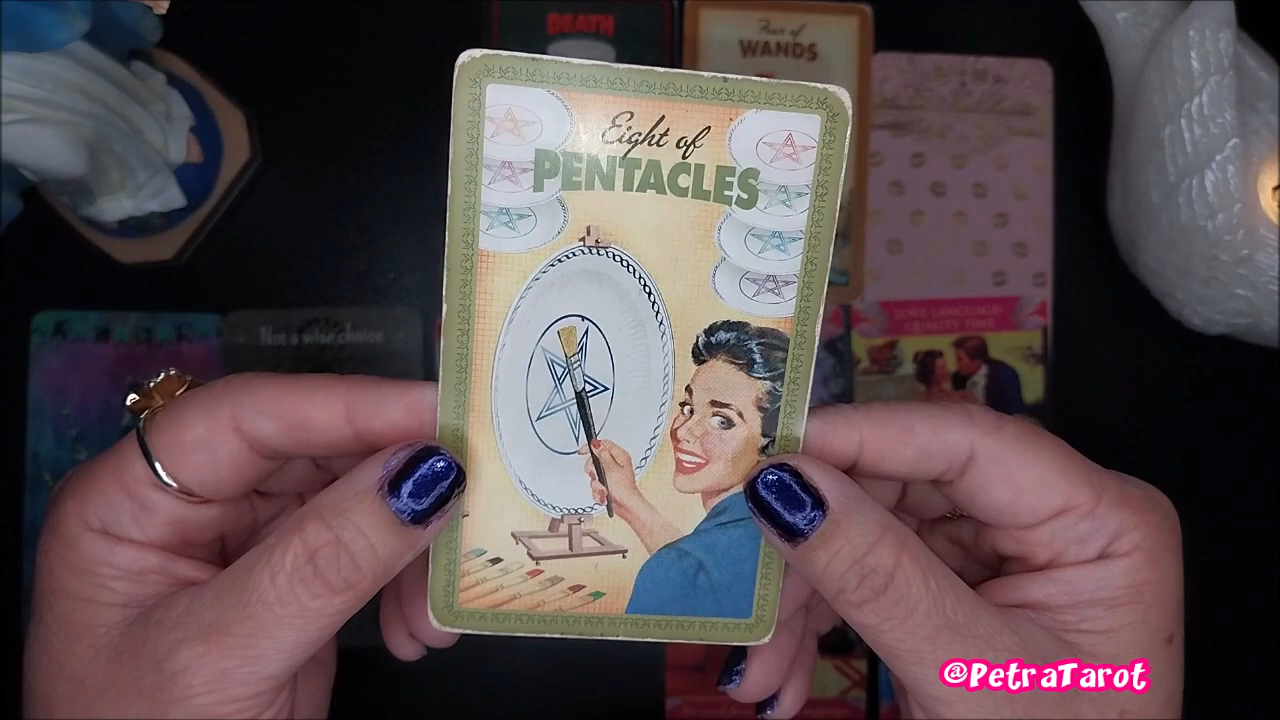 DEATH
Four of
WANDS
Eight of
PENTACLES
Not a wise choice
LOVE LANGUAGE
QUALITY TIME
@PetraTarot